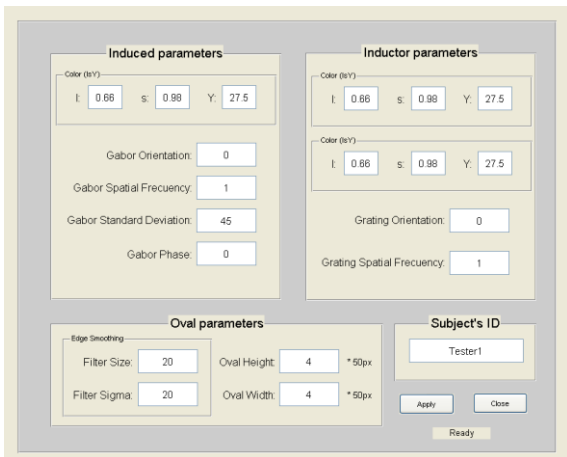 Induced parameters
Color (lsY)
l: 0.66 s: 0.98 Y: 27.5
Gabor Orientation: 0
Gabor Spatial Frecuency: 1
Gabor Standard Deviation: 45
Gabor Phase: 0
Inductor parameters
Color (lsY)
l: 0.66 s: 0.98 Y: 27.5
Color (lsY)
l: 0.66 s: 0.98 Y: 27.5
Grating Orientation: 0
Grating Spatial Frecuency: 1
Oval parameters
Edge Smoothing
Filter Size: 20
Filter Sigma: 20
Oval Height: 4 * 50px
Oval Width: 4 * 50px
Subject's ID
Tester1
Apply Close
Ready